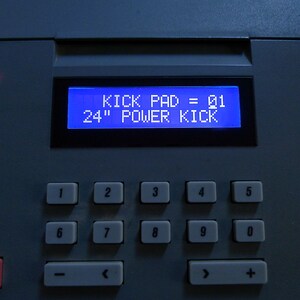 KICK PAD = 01
24" POWER KICK
1 2 3 4 5
6 7 8 9 0
− < > +